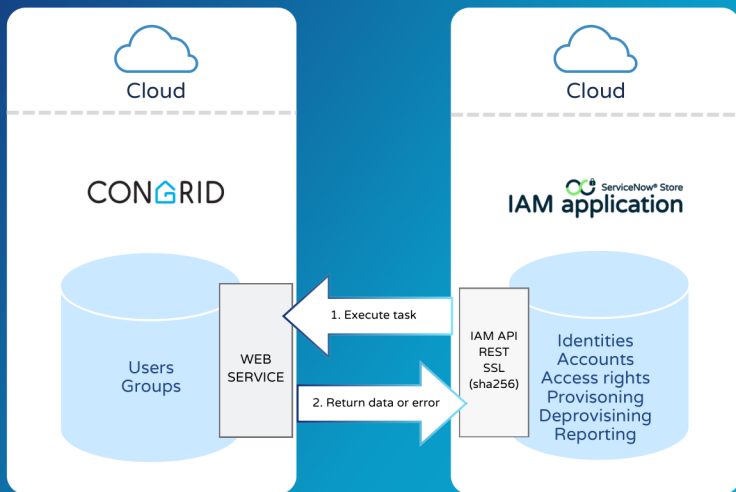 Cloud
CONGRID
Users
Groups
WEB
SERVICE
1. Execute task
2. Return data or error
Cloud
ServiceNow® Store
IAM application
IAM API
REST
SSL
(sha256)
Identities
Accounts
Access rights
Provisoning
Deprovisining
Reporting